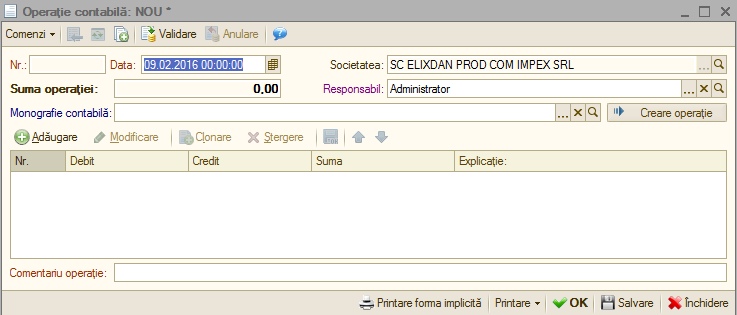 Operaţie contabilă: NOU *
Comenzi Validare Anulare
Nr.: Data: 09.02.2016 00:00:00 Societatea: SC ELIXDAN PROD COM IMPEX SRL ...
Suma operaţiei: 0,00 Responsabil: Administrator ...
Monografie contabilă: ... Creare operaţie
Adăugare Modificare Clonare Ştergere
Nr. Debit Credit Suma Explicaţie:
Comentariu operaţie:
Printare forma implicită Printare OK Salvare Închidere